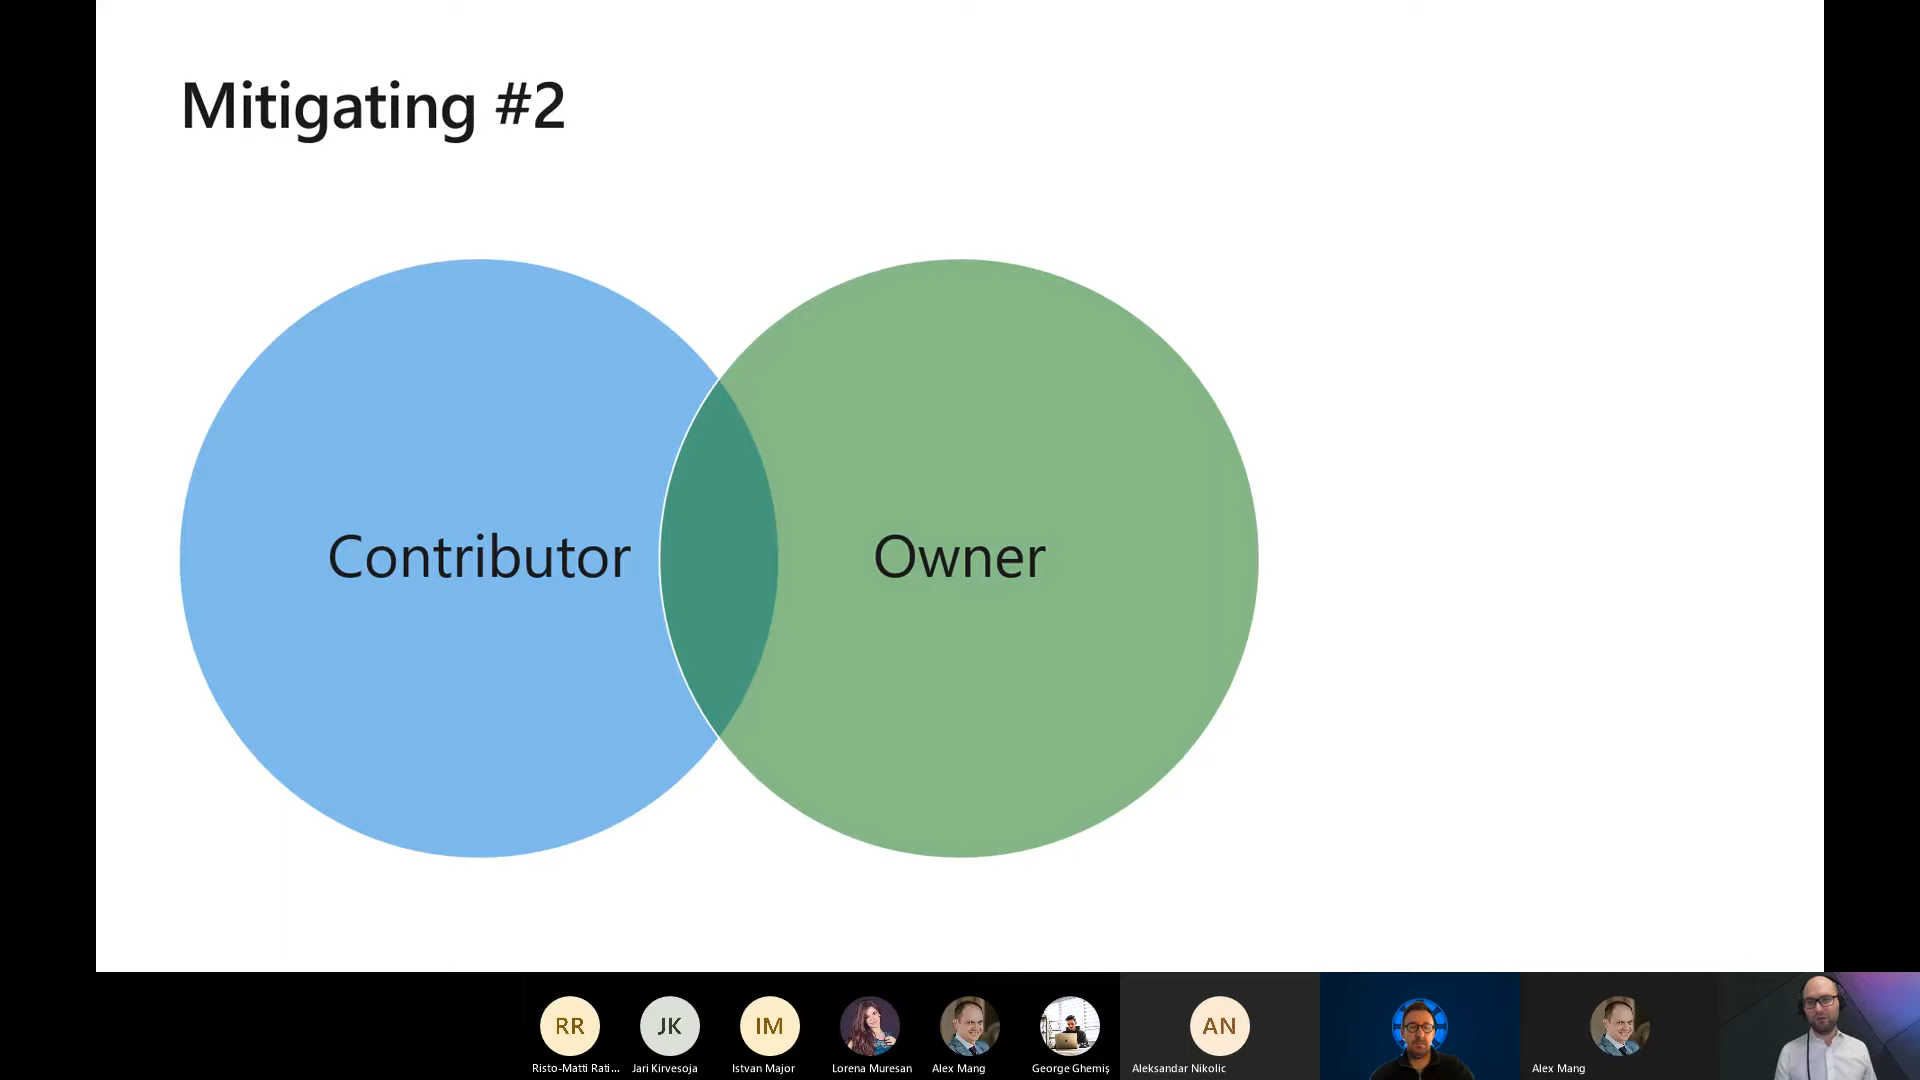 Mitigating #2
Contributor
Owner
RR
JK
IM
AN
Risto-Matti Rati...
Jari Kirvesoja
Istvan Major
Lorena Muresan
Alex Mang
George Ghemiș
Aleksandar Nikolic
Alex Mang